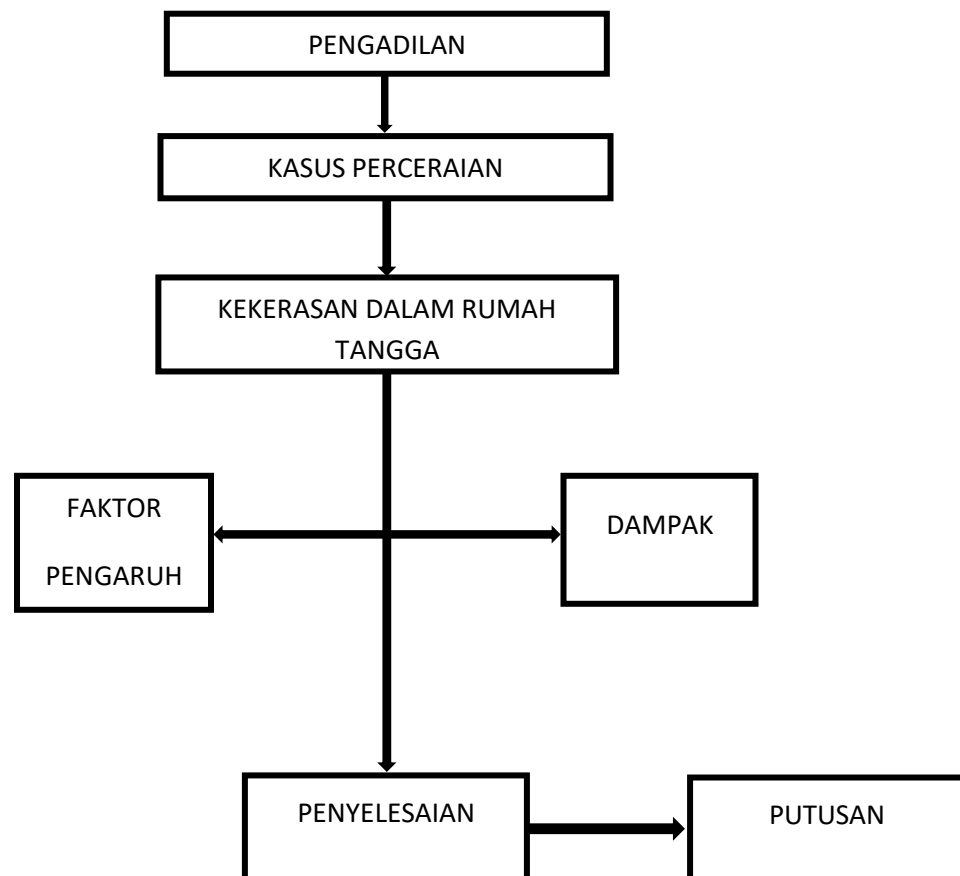 PENGADILAN
KASUS PERCERAIAN
KEKERASAN DALAM RUMAH
TANGGA
FAKTOR
PENGARUH
DAMPAK
PENYELESAIAN
PUTUSAN